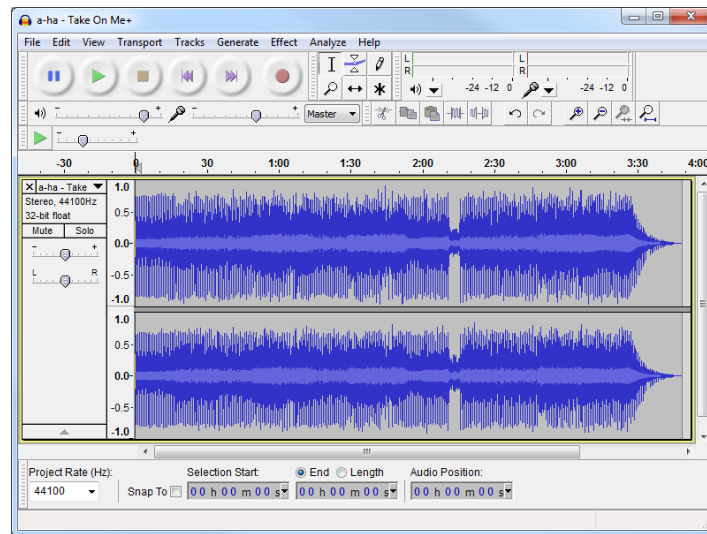 a-ha - Take On Me+
File Edit View Transport Tracks Generate Effect Analyze Help
L L
R R
-24 -12 0 -24 -12 0
- + - + Master
- +
-30 0 30 1:00 1:30 2:00 2:30 3:00 3:30 4:00
X a-ha - Take
Stereo, 44100Hz
32-bit float
Mute Solo
- +
L R
1.0
0.5-
0.0-
-0.5-
-1.0
1.0
0.5-
0.0-
-0.5-
-1.0
Project Rate (Hz): Selection Start: End Length Audio Position:
44100 Snap To 00 h 00 m 00 s 00 h 00 m 00 s 00 h 00 m 00 s